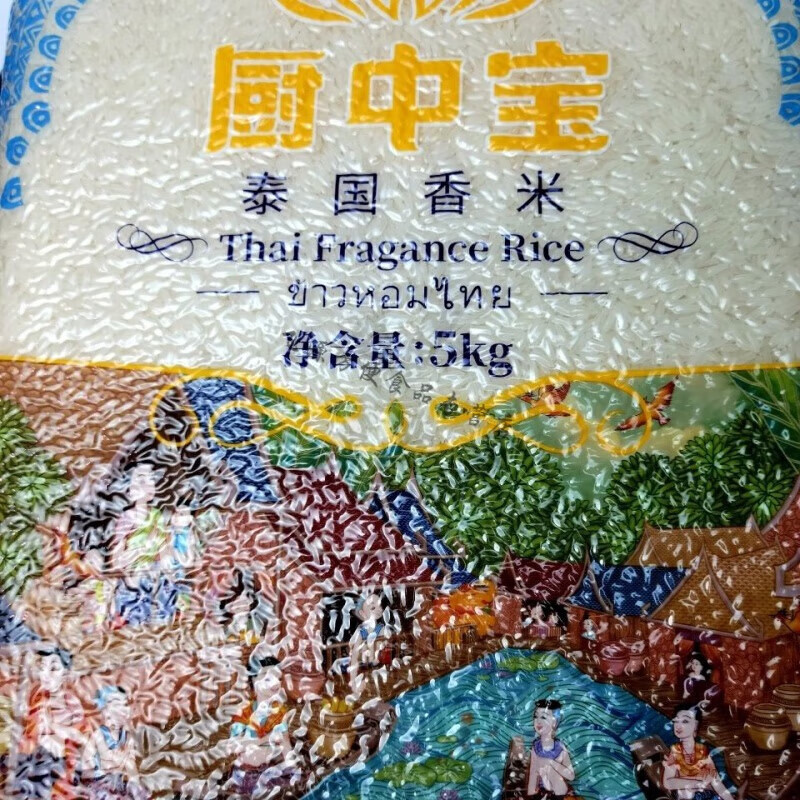 厨中宝
泰国香米
Thai Fragance Rice
ข้าวหอมไทย
净含量:5kg